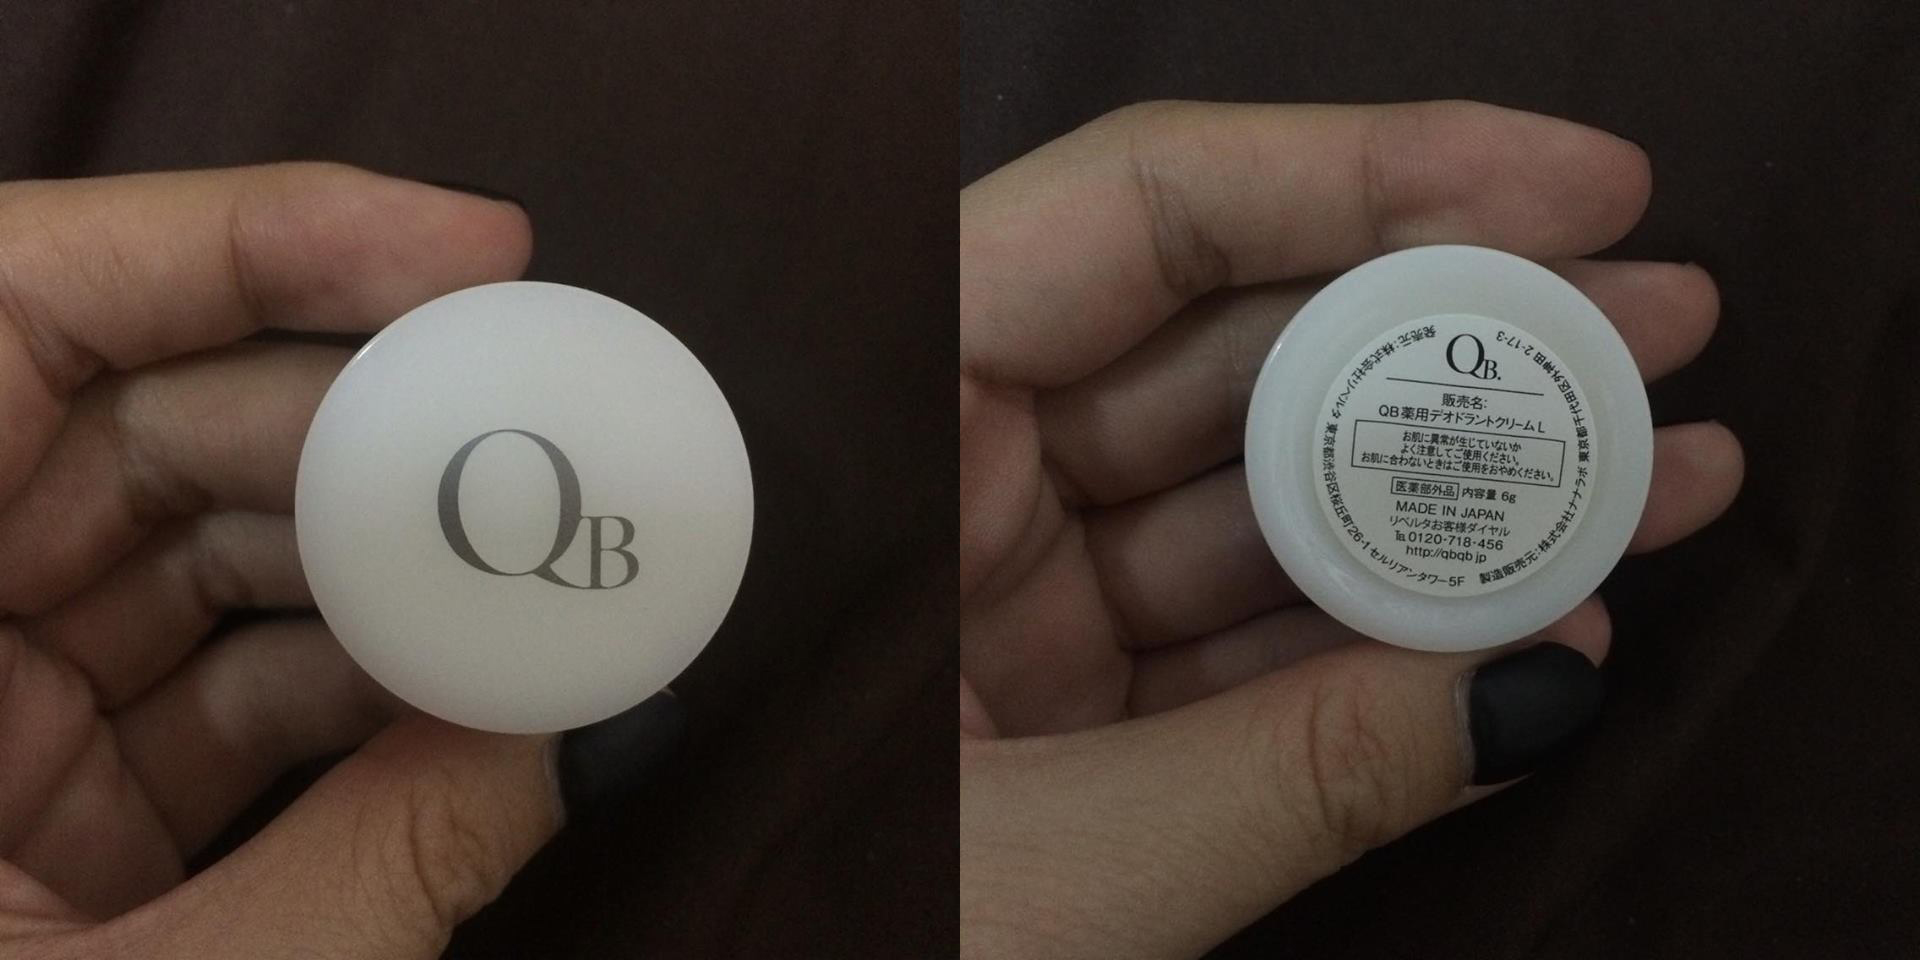 QB
QB.
販売名:
QB薬用デオドラントクリームL
お肌に異常が生じていないか
よく注意してご使用ください。
お肌に合わないときはご使用をおやめください。
医薬部外品 内容量 6g
MADE IN JAPAN
リベルタお客様ダイヤル
℡0120-718-456
http://qbqb.jp
発売元:株式会社リベルタ 東京都渋谷区桜丘町26-1 セルリアンタワー5F
製造販売元:株式会社ナナラボ 東京都千代田区外神田 2-17-3